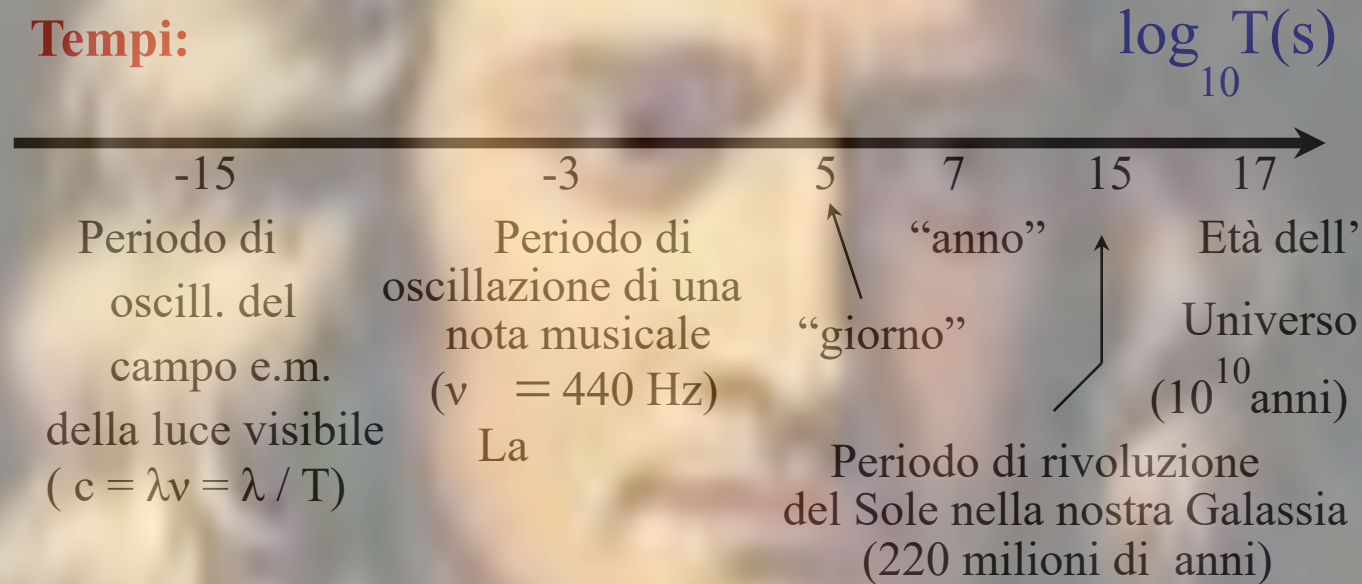 Tempi:
log₁₀T(s)
-15 -3 5 7 15 17
Periodo di
oscill. del
campo e.m.
della luce visibile
( c = λν = λ / T)
Periodo di
oscillazione di una
nota musicale
(ν = 440 Hz)
La
“giorno”
“anno”
Periodo di rivoluzione
del Sole nella nostra Galassia
(220 milioni di anni)
Età dell’
Universo
(10¹⁰anni)